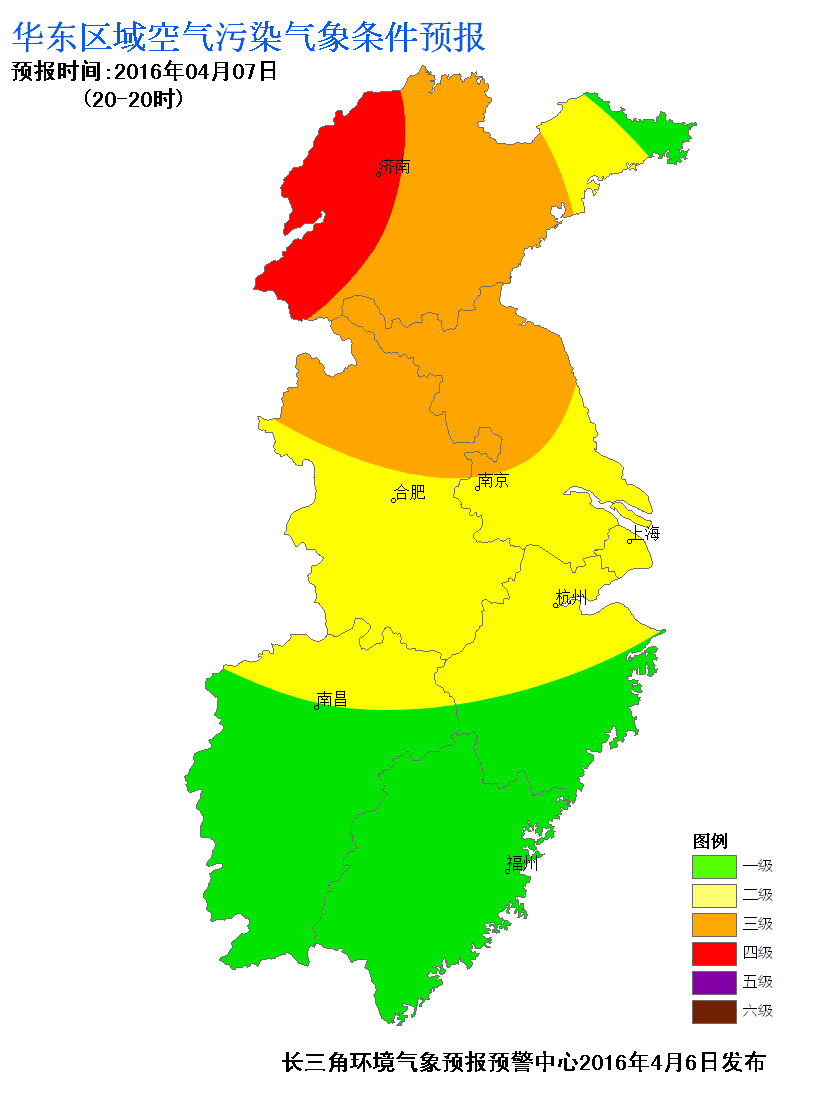 华东区域空气污染气象条件预报
预报时间:2016年04月07日
(20-20时)
济南
南京
合肥
上海
杭州
南昌
福州
图例
一级
二级
三级
四级
五级
六级
长三角环境气象预报预警中心2016年4月6日发布